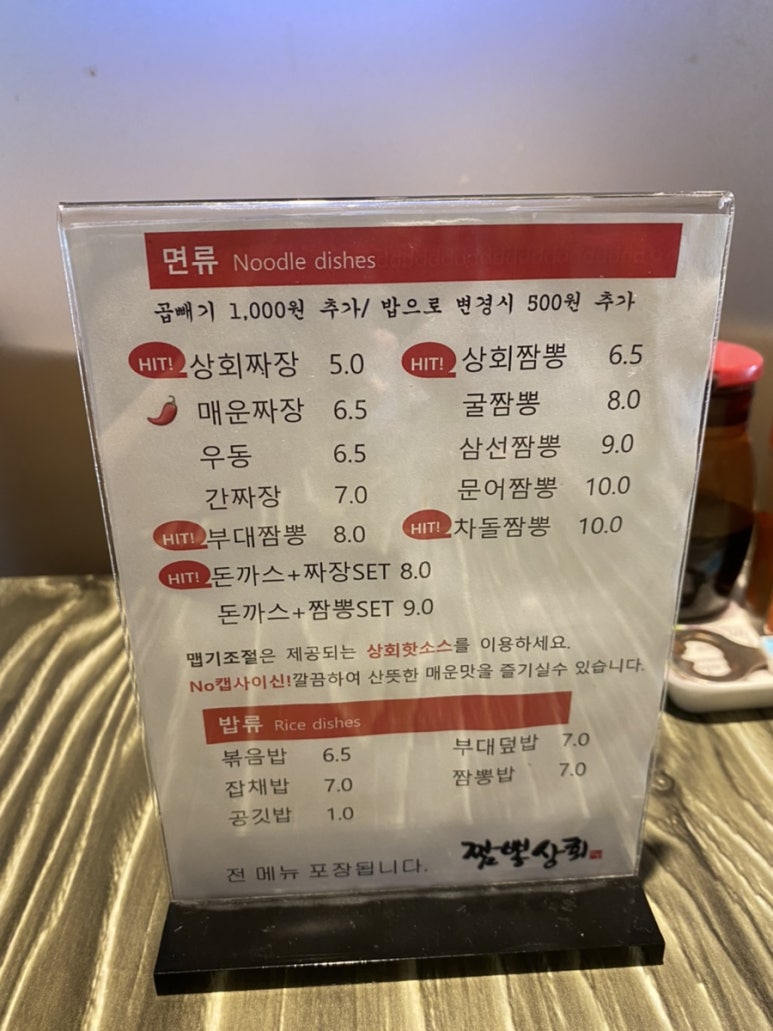 면류 Noodle dishes
곱빼기 1,000원 추가/ 밥으로 변경시 500원 추가
HIT! 상회짜장 5.0 HIT! 상회짬뽕 6.5
매운짜장 6.5 굴짬뽕 8.0
우동 6.5 삼선짬뽕 9.0
간짜장 7.0 문어짬뽕 10.0
HIT! 부대짬뽕 8.0 HIT! 차돌짬뽕 10.0
HIT! 돈까스+짜장SET 8.0
돈까스+짬뽕SET 9.0
맵기조절은 제공되는 상회핫소스를 이용하세요.
No캡사이신!깔끔하여 산뜻한 매운맛을 즐기실수 있습니다.
밥류 Rice dishes
볶음밥 6.5 부대덮밥 7.0
잡채밥 7.0 짬뽕밥 7.0
공깃밥 1.0
전 메뉴 포장됩니다. 짬뽕상회